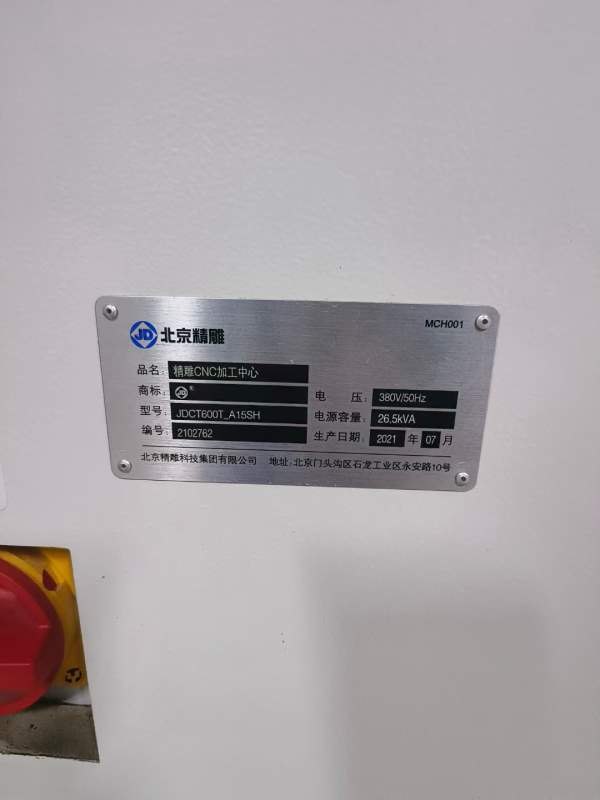 MCH001
JD 北京精雕
品名: 精雕CNC加工中心
商标: JD ®
电 压: 380V/50Hz
型号: JDCT600T_A15SH
电源容量: 26.5kVA
编号: 2102762
生产日期: 2021 年 07 月
北京精雕科技集团有限公司 地址: 北京门头沟区石龙工业区永安路10号